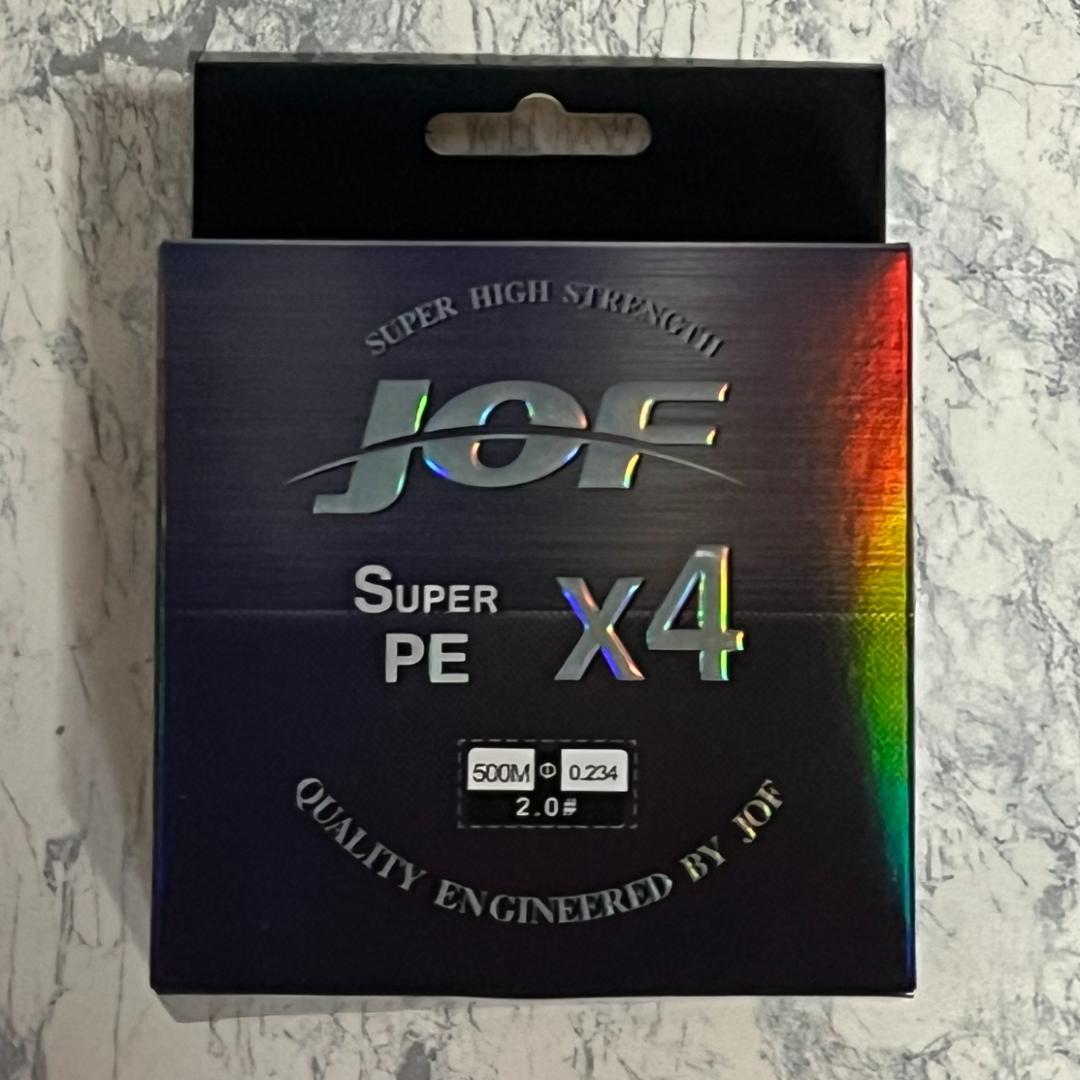 SUPER HIGH STRENGTH
JOF
SUPER
PE
X4
500M Φ 0.234
2.0#
QUALITY ENGINEERED BY JOF